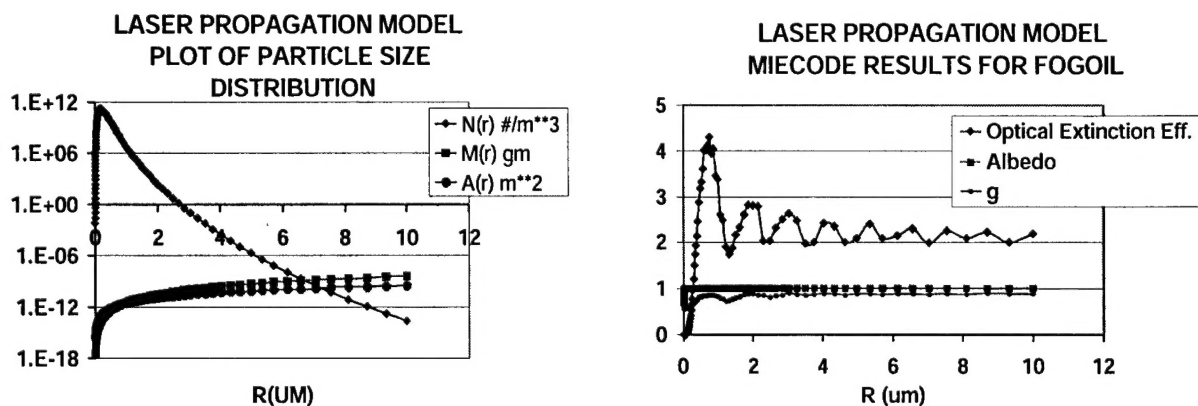 LASER PROPAGATION MODEL
PLOT OF PARTICLE SIZE
DISTRIBUTION
1.E+12
1.E+06
1.E+00
1.E-06
1.E-12
1.E-18
0 2 4 6 8 10 12
R(UM)
N(r) #/m**3
M(r) gm
A(r) m**2
LASER PROPAGATION MODEL
MIECODE RESULTS FOR FOGOIL
5
4
3
2
1
0
0 2 4 6 8 10 12
R (um)
Optical Extinction Eff.
Albedo
g